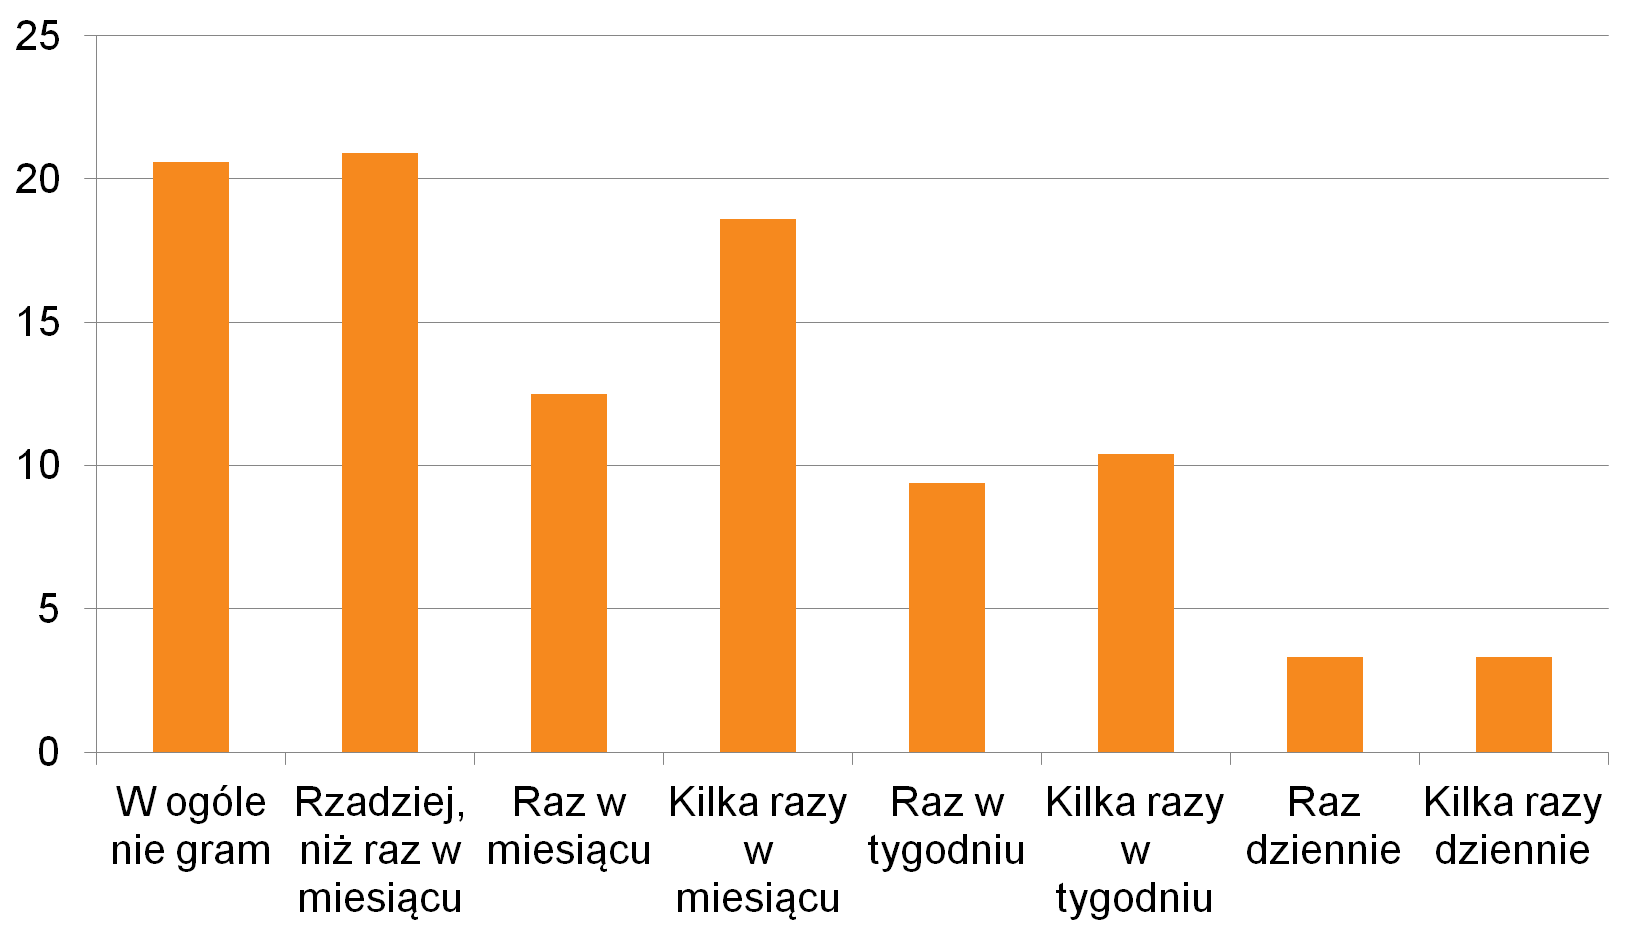 25
20
15
10
5
0
W ogóle
nie gram
Rzadziej,
niż raz w
miesiącu
Raz w
miesiącu
Kilka razy
w
miesiącu
Raz w
tygodniu
Kilka razy
w
tygodniu
Raz
dziennie
Kilka razy
dziennie